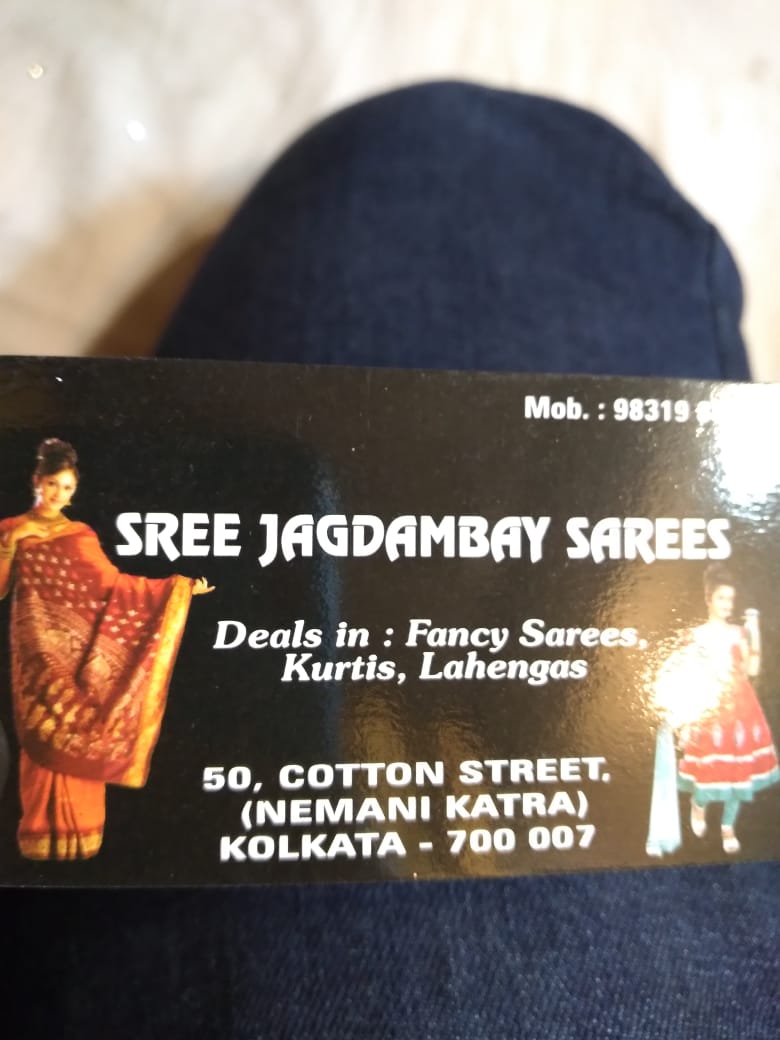 Mob. : 98319
SREE JAGDAMBAY SAREES
Deals in : Fancy Sarees,
Kurtis, Lahengas
50, COTTON STREET,
(NEMANI KATRA)
KOLKATA - 700 007